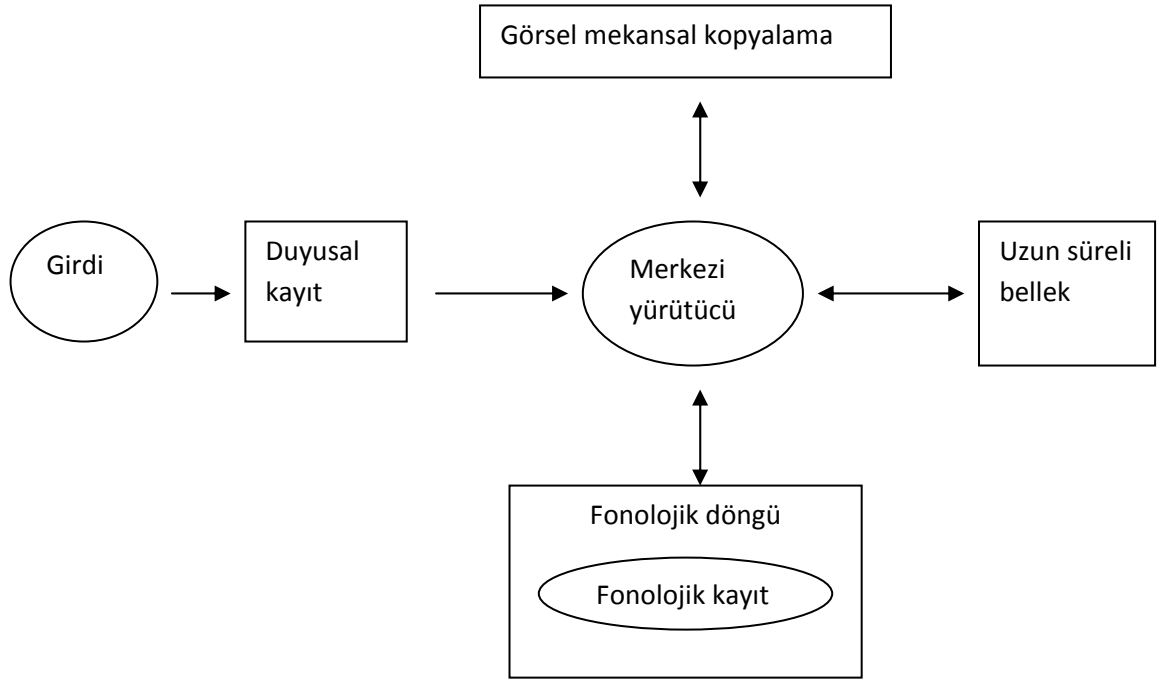 Görsel mekansal kopyalama
Girdi
Duyusal
kayıt
Merkezi
yürütücü
Uzun süreli
bellek
Fonolojik döngü
Fonolojik kayıt